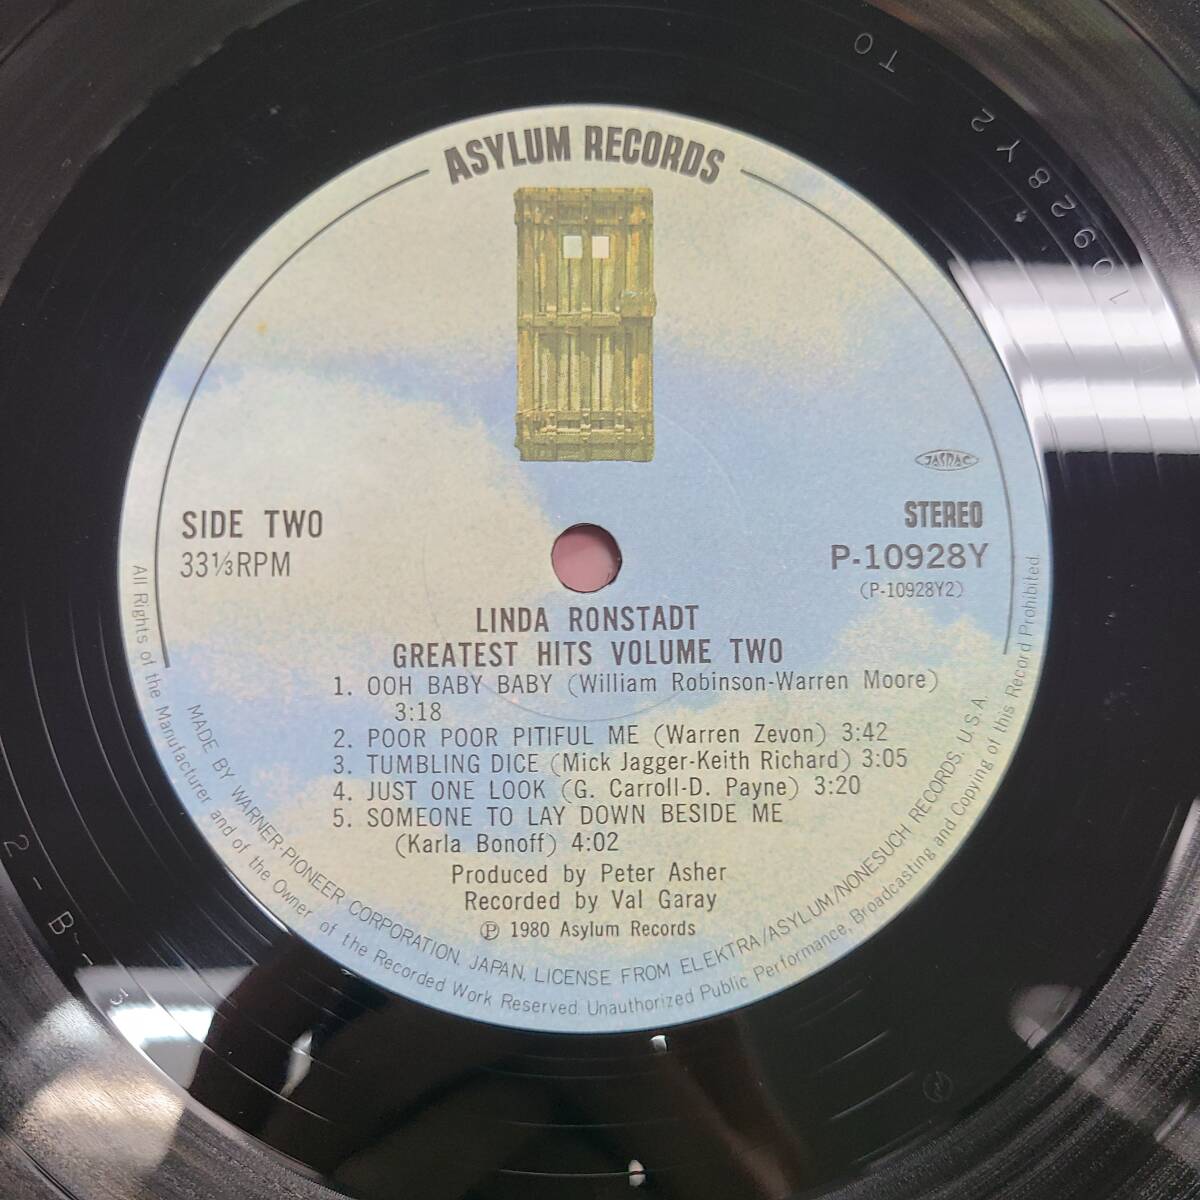 ASYLUM RECORDS
JASRAC
SIDE TWO
33⅓RPM
STEREO
P-10928Y
(P-10928Y2)
LINDA RONSTADT
GREATEST HITS VOLUME TWO
1. OOH BABY BABY (William Robinson-Warren Moore)
3:18
2. POOR POOR PITIFUL ME (Warren Zevon) 3:42
3. TUMBLING DICE (Mick Jagger-Keith Richard) 3:05
4. JUST ONE LOOK (G. Carroll-D. Payne) 3:20
5. SOMEONE TO LAY DOWN BESIDE ME
(Karla Bonoff) 4:02
Produced by Peter Asher
Recorded by Val Garay
Ⓟ 1980 Asylum Records
MADE BY WARNER-PIONEER CORPORATION, JAPAN, LICENSE FROM ELEKTRA/ASYLUM/NONESUCH RECORDS, U.S.A.
All Rights of the Manufacturer and of the Owner of the Recorded Work Reserved. Unauthorized Public Performance, Broadcasting and Copying of this Record Prohibited.
10928Y2 TO
2-B-